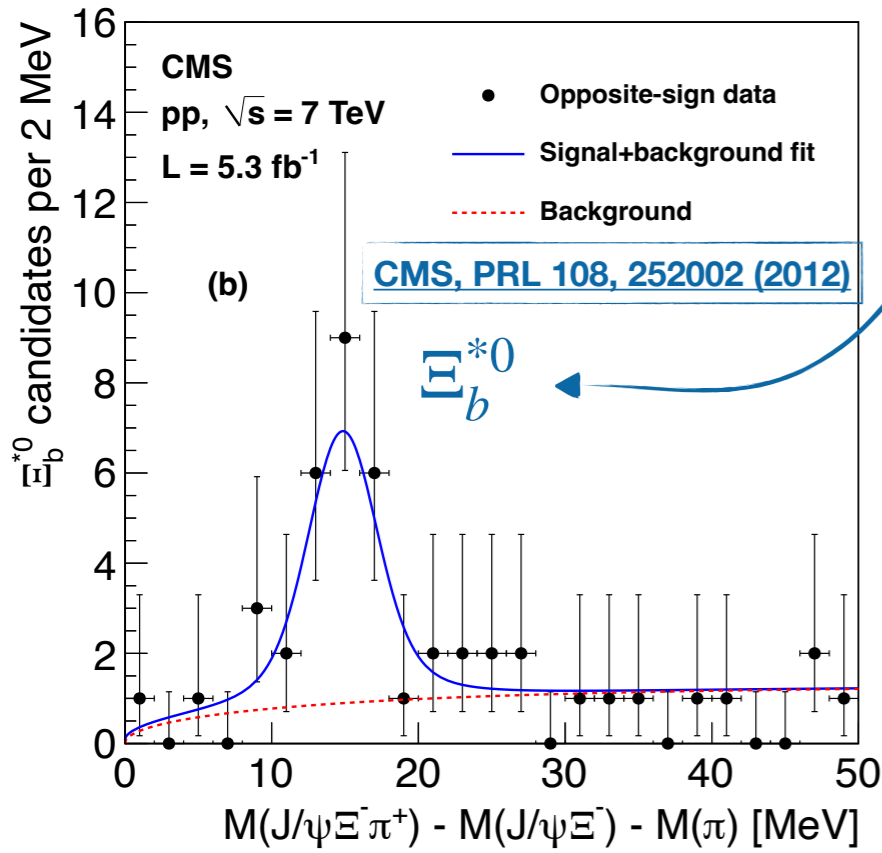 Ξb*0 candidates per 2 MeV
16
14
12
10
8
6
4
2
0
CMS
pp, √s = 7 TeV
L = 5.3 fb-1
Opposite-sign data
Signal+background fit
Background
CMS, PRL 108, 252002 (2012)
(b)
Ξb*0
0 10 20 30 40 50
M(J/ψΞ-π+) - M(J/ψΞ-) - M(π) [MeV]